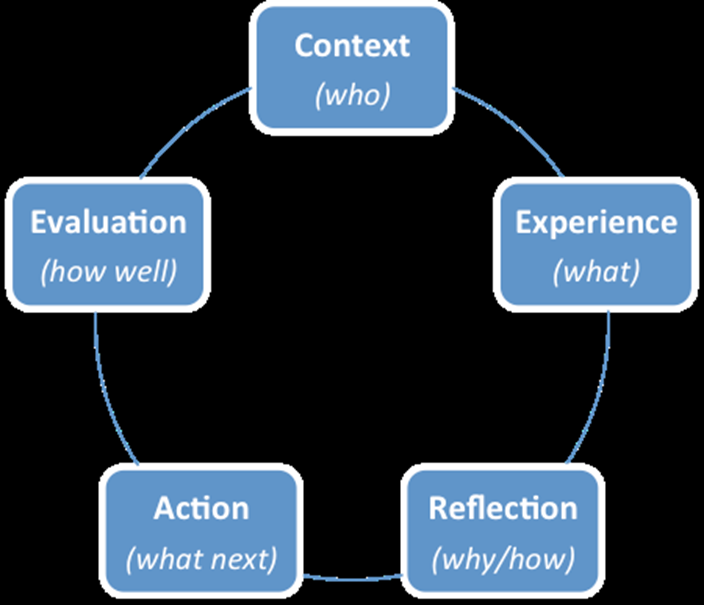 Context
(who)
Experience
(what)
Reflection
(why/how)
Action
(what next)
Evaluation
(how well)